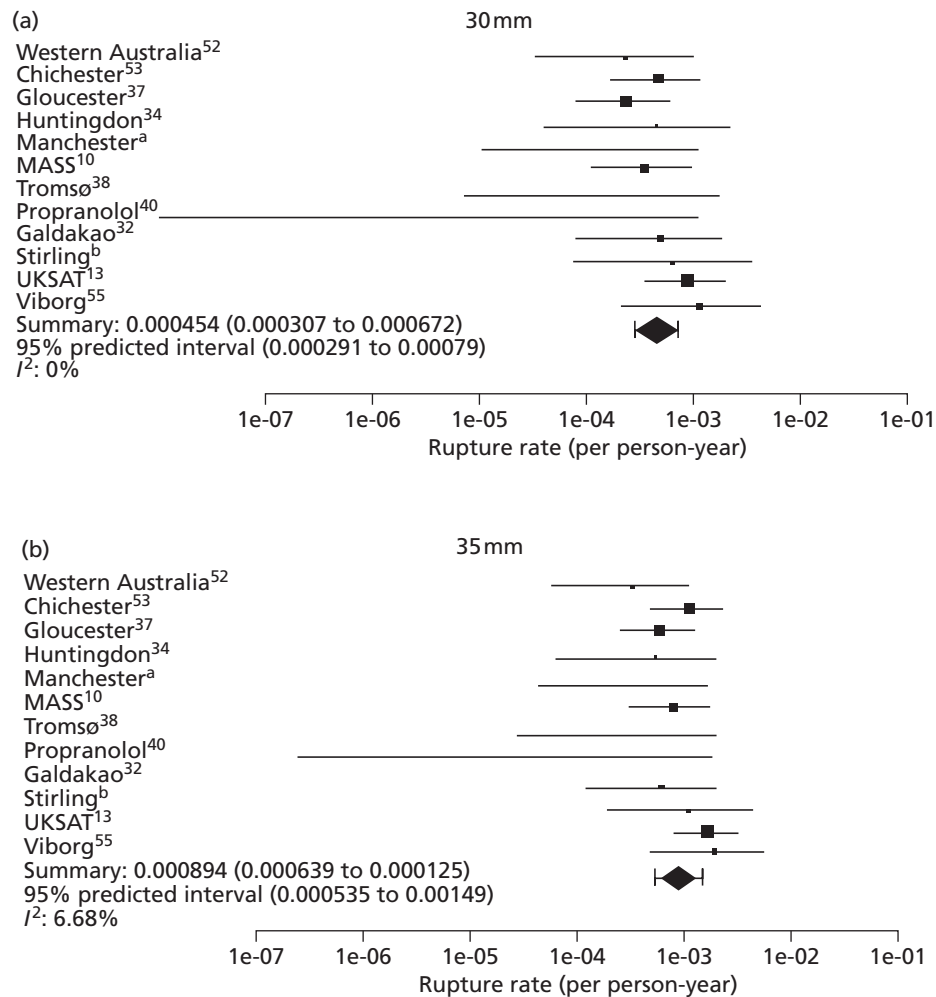 (a)
30 mm
Western Australia52
Chichester53
Gloucester37
Huntingdon34
Manchestera
MASS10
Tromsø38
Propranolol40
Galdakao32
Stirlingb
UKSAT13
Viborg55
Summary: 0.000454 (0.000307 to 0.000672)
95% predicted interval (0.000291 to 0.00079)
I2: 0%
1e-07 1e-06 1e-05 1e-04 1e-03 1e-02 1e-01
Rupture rate (per person-year)
(b)
35 mm
Western Australia52
Chichester53
Gloucester37
Huntingdon34
Manchestera
MASS10
Tromsø38
Propranolol40
Galdakao32
Stirlingb
UKSAT13
Viborg55
Summary: 0.000894 (0.000639 to 0.000125)
95% predicted interval (0.000535 to 0.00149)
I2: 6.68%
1e-07 1e-06 1e-05 1e-04 1e-03 1e-02 1e-01
Rupture rate (per person-year)